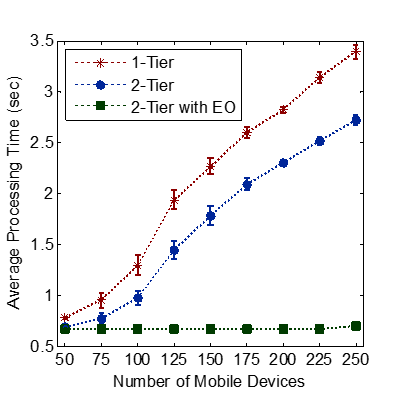 3.5
3
2.5
2
1.5
1
0.5
Average Processing Time (sec)
1-Tier
2-Tier
2-Tier with EO
50 75 100 125 150 175 200 225 250
Number of Mobile Devices